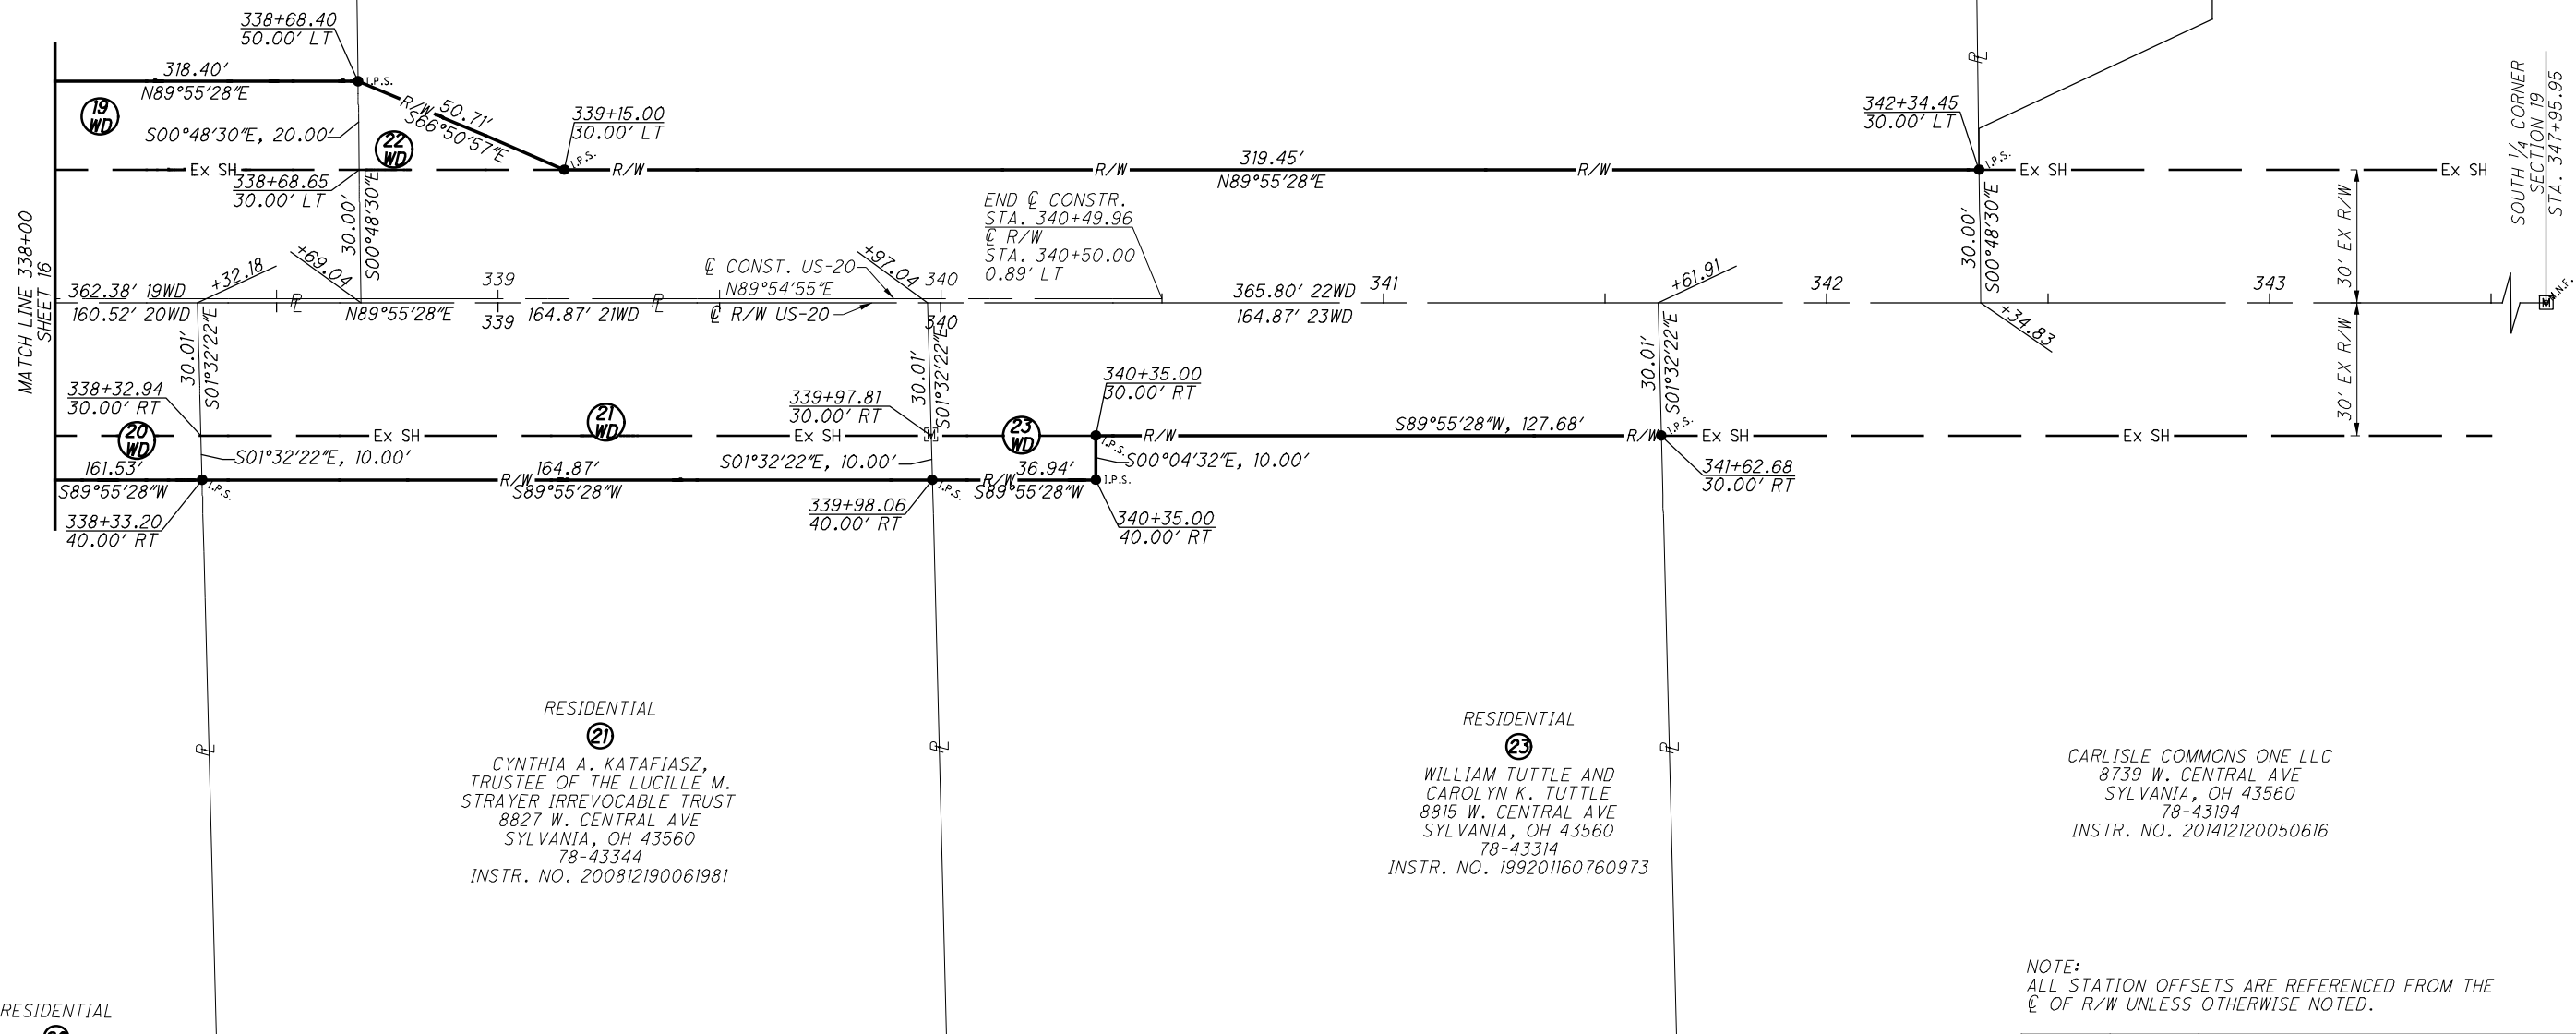 338+68.40
50.00' LT
318.40'
N89°55'28"E
I.P.S.
19
WD
S00°48'30"E, 20.00'
22
WD
R/W 50.71'
S66°50'57"E
339+15.00
30.00' LT
I.P.S.
Ex SH
338+68.65
30.00' LT
30.00'
S00°48'30"E
R/W
R/W
319.45'
N89°55'28"E
R/W
342+34.45
30.00' LT
I.P.S.
Ex SH
Ex SH
PL
SOUTH 1/4 CORNER
SECTION 19
STA. 347+95.95
M.N.F.
30' EX R/W
30' EX R/W
30.00'
S00°48'30"E
MATCH LINE 338+00
SHEET 16
END CL CONSTR.
STA. 340+49.96
CL R/W
STA. 340+50.00
0.89' LT
+32.18
+69.04
+97.04
+61.91
+34.83
CL CONST. US-20
N89°54'55"E
CL R/W US-20
362.38' 19WD
160.52' 20WD
PL
N89°55'28"E
339
339
164.87' 21WD
PL
340
340
365.80' 22WD
164.87' 23WD
341
342
343
30.01'
S01°32'22"E
30.01'
S01°32'22"E
30.01'
S01°32'22"E
338+32.94
30.00' RT
20
WD
Ex SH
21
WD
339+97.81
30.00' RT
Ex SH
M
23
WD
340+35.00
30.00' RT
R/W
I.P.S.
S89°55'28"W, 127.68'
R/W
I.P.S.
Ex SH
Ex SH
341+62.68
30.00' RT
S01°32'22"E, 10.00'
S01°32'22"E, 10.00'
S00°04'32"E, 10.00'
161.53'
S89°55'28"W
I.P.S.
R/W
164.87'
S89°55'28"W
I.P.S.
R/W
36.94'
S89°55'28"W
I.P.S.
338+33.20
40.00' RT
339+98.06
40.00' RT
340+35.00
40.00' RT
PL
PL
PL
RESIDENTIAL
21
CYNTHIA A. KATAFIASZ,
TRUSTEE OF THE LUCILLE M.
STRAYER IRREVOCABLE TRUST
8827 W. CENTRAL AVE
SYLVANIA, OH 43560
78-43344
INSTR. NO. 200812190061981
RESIDENTIAL
23
WILLIAM TUTTLE AND
CAROLYN K. TUTTLE
8815 W. CENTRAL AVE
SYLVANIA, OH 43560
78-43314
INSTR. NO. 199201160760973
CARLISLE COMMONS ONE LLC
8739 W. CENTRAL AVE
SYLVANIA, OH 43560
78-43194
INSTR. NO. 201412120050616
NOTE:
ALL STATION OFFSETS ARE REFERENCED FROM THE
CL OF R/W UNLESS OTHERWISE NOTED.
RESIDENTIAL